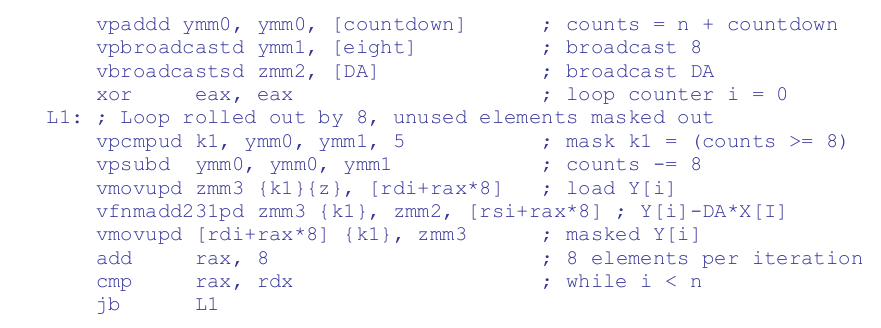 vpaddd ymm0, ymm0, [countdown] ; counts = n + countdown
vpbroadcastd ymm1, [eight] ; broadcast 8
vbroadcastsd zmm2, [DA] ; broadcast DA
xor eax, eax ; loop counter i = 0
L1: ; Loop rolled out by 8, unused elements masked out
vpcmpud k1, ymm0, ymm1, 5 ; mask k1 = (counts >= 8)
vpsubd ymm0, ymm0, ymm1 ; counts -= 8
vmovupd zmm3 {k1}{z}, [rdi+rax*8] ; load Y[i]
vfnmadd231pd zmm3 {k1}, zmm2, [rsi+rax*8] ; Y[i]-DA*X[I]
vmovupd [rdi+rax*8] {k1}, zmm3 ; masked Y[i]
add rax, 8 ; 8 elements per iteration
cmp rax, rdx ; while i < n
jb L1